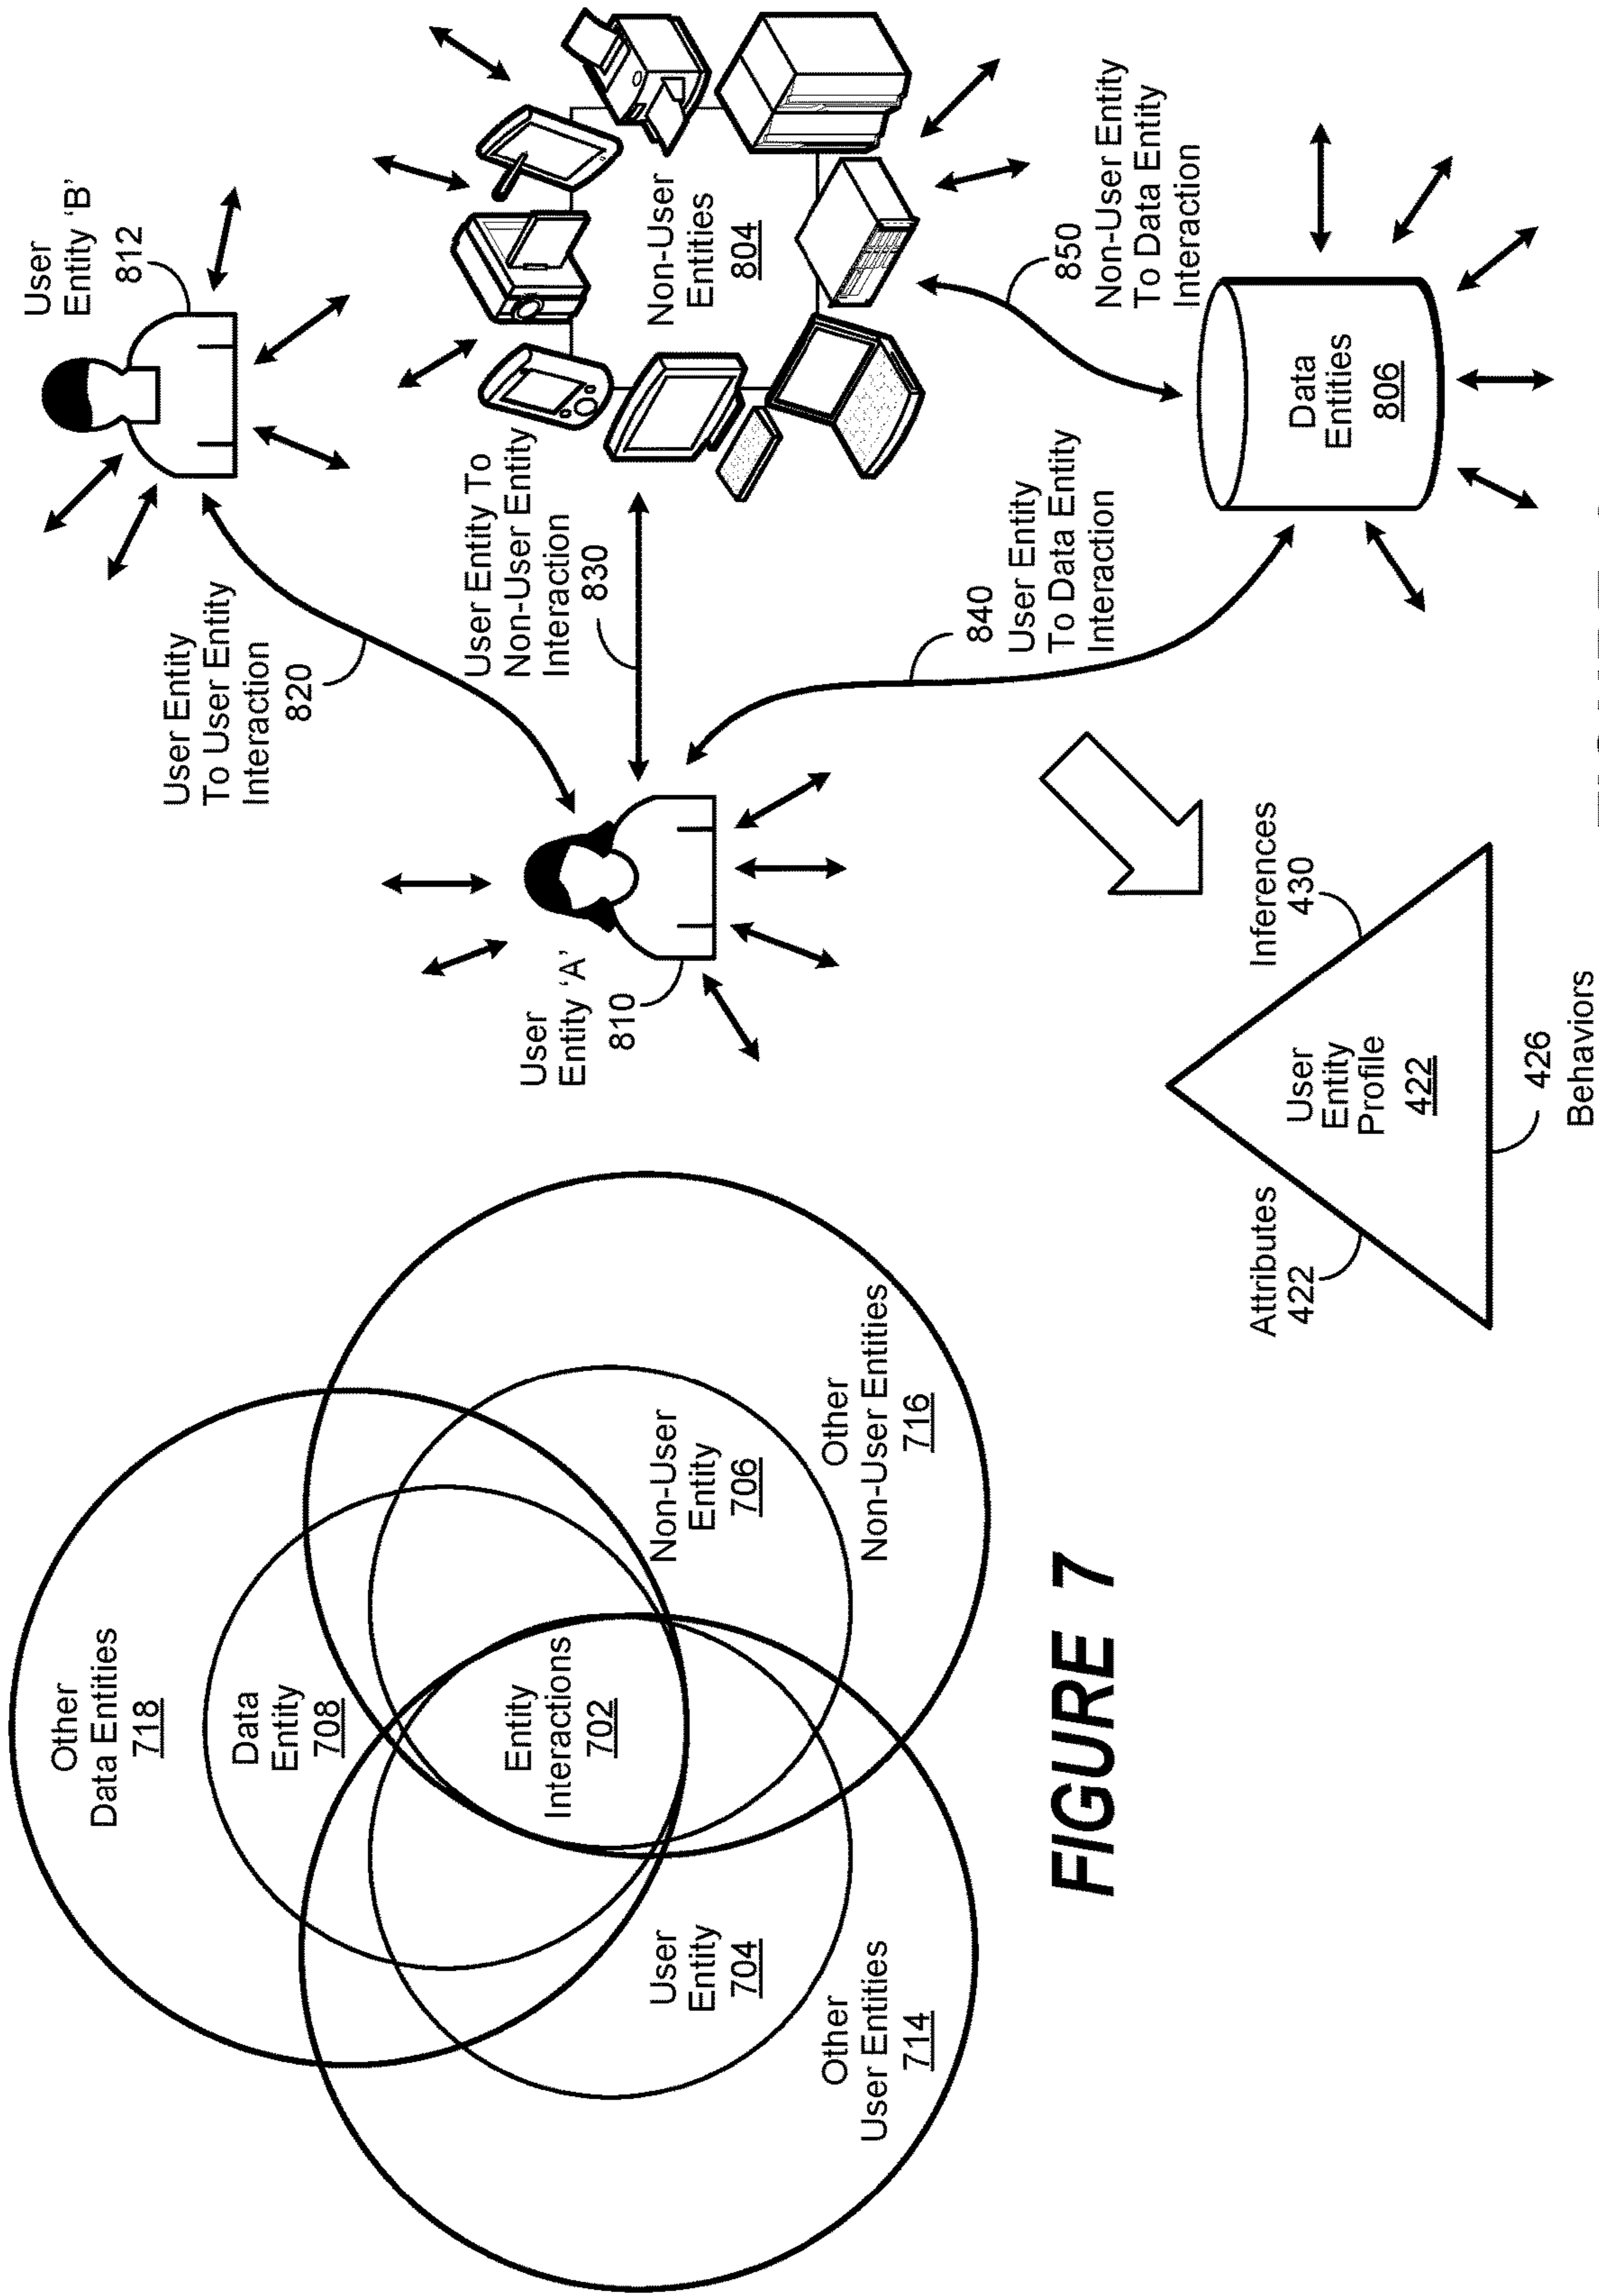 Other
Data Entities
718
Data
Entity
708
Entity
Interactions
702
User
Entity
704
Non-User
Entity
706
Other
User Entities
714
Other
Non-User Entities
716
FIGURE 7
User
Entity 'B'
812
User Entity
To User Entity
Interaction
820
User Entity To
Non-User Entity
Interaction
830
Non-User
Entities
804
User
Entity 'A'
810
840
User Entity
To Data Entity
Interaction
850
Non-User Entity
To Data Entity
Interaction
Data
Entities
806
Attributes
422
Inferences
430
User
Entity
Profile
422
426
Behaviors